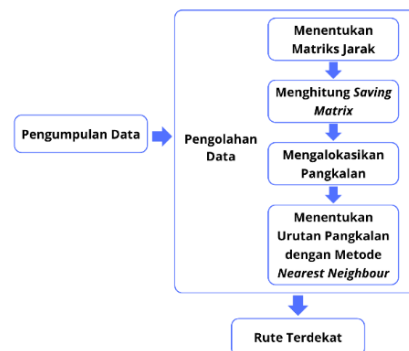 Pengumpulan Data
Pengolahan
Data
Menentukan
Matriks Jarak
Menghitung Saving
Matrix
Mengalokasikan
Pangkalan
Menentukan
Urutan Pangkalan
dengan Metode
Nearest Neighbour
Rute Terdekat